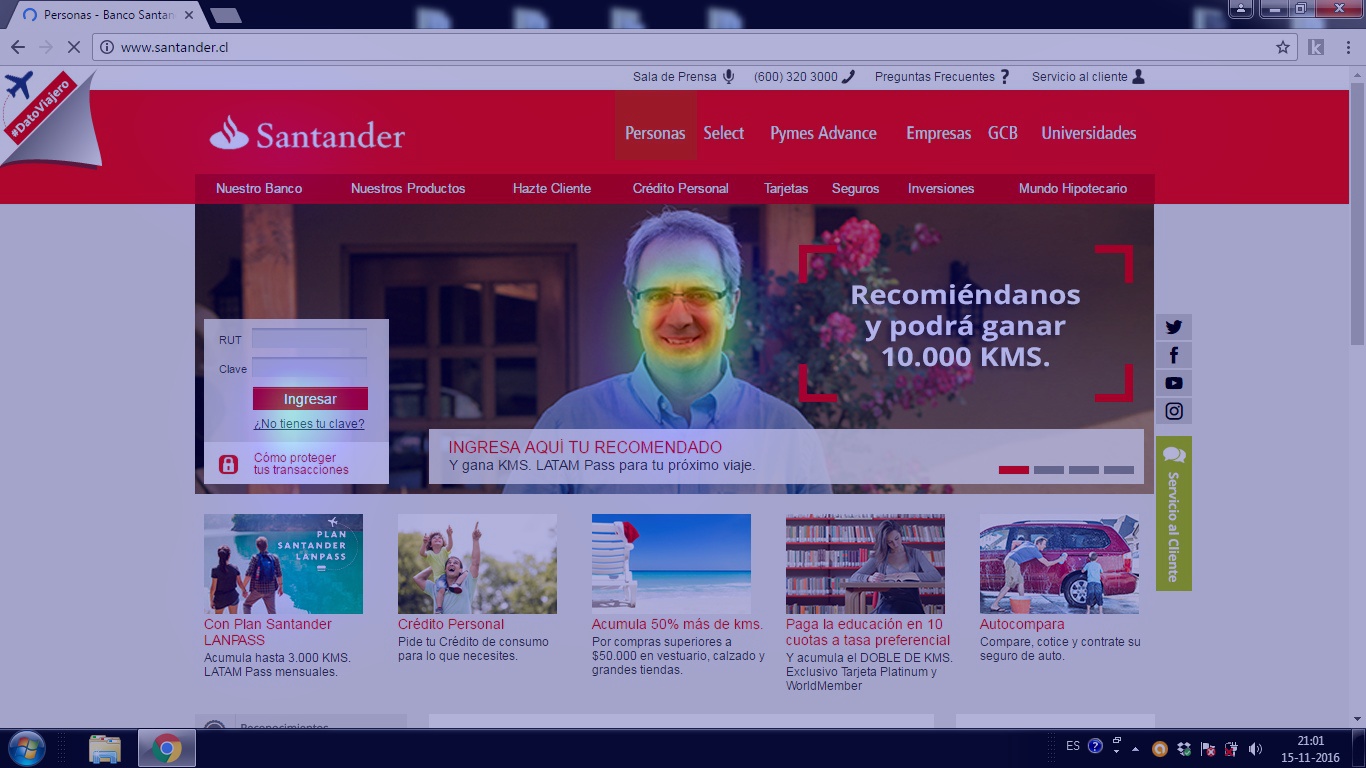 Personas - Banco Santan
www.santander.cl
#DatoViajero
Sala de Prensa (600) 320 3000 Preguntas Frecuentes Servicio al cliente
Santander
Personas Select Pymes Advance Empresas GCB Universidades
Nuestro Banco Nuestros Productos Hazte Cliente Crédito Personal Tarjetas Seguros Inversiones Mundo Hipotecario
Recomiéndanos
y podrá ganar
10.000 KMS.
RUT
Clave
Ingresar
¿No tienes tu clave?
Cómo proteger
tus transacciones
INGRESA AQUÍ TU RECOMENDADO
Y gana KMS. LATAM Pass para tu próximo viaje.
Servicio al Cliente
PLAN
SANTANDER
LANPASS
Con Plan Santander
LANPASS
Acumula hasta 3.000 KMS.
LATAM Pass mensuales.
Crédito Personal
Pide tu Crédito de consumo
para lo que necesites.
Acumula 50% más de kms.
Por compras superiores a
$50.000 en vestuario, calzado y
grandes tiendas.
Paga la educación en 10
cuotas a tasa preferencial
Y acumula el DOBLE DE KMS.
Exclusivo Tarjeta Platinum y
WorldMember
Autocompara
Compare, cotice y contrate su
seguro de auto.
Reconocimientos
ES
21:01
15-11-2016